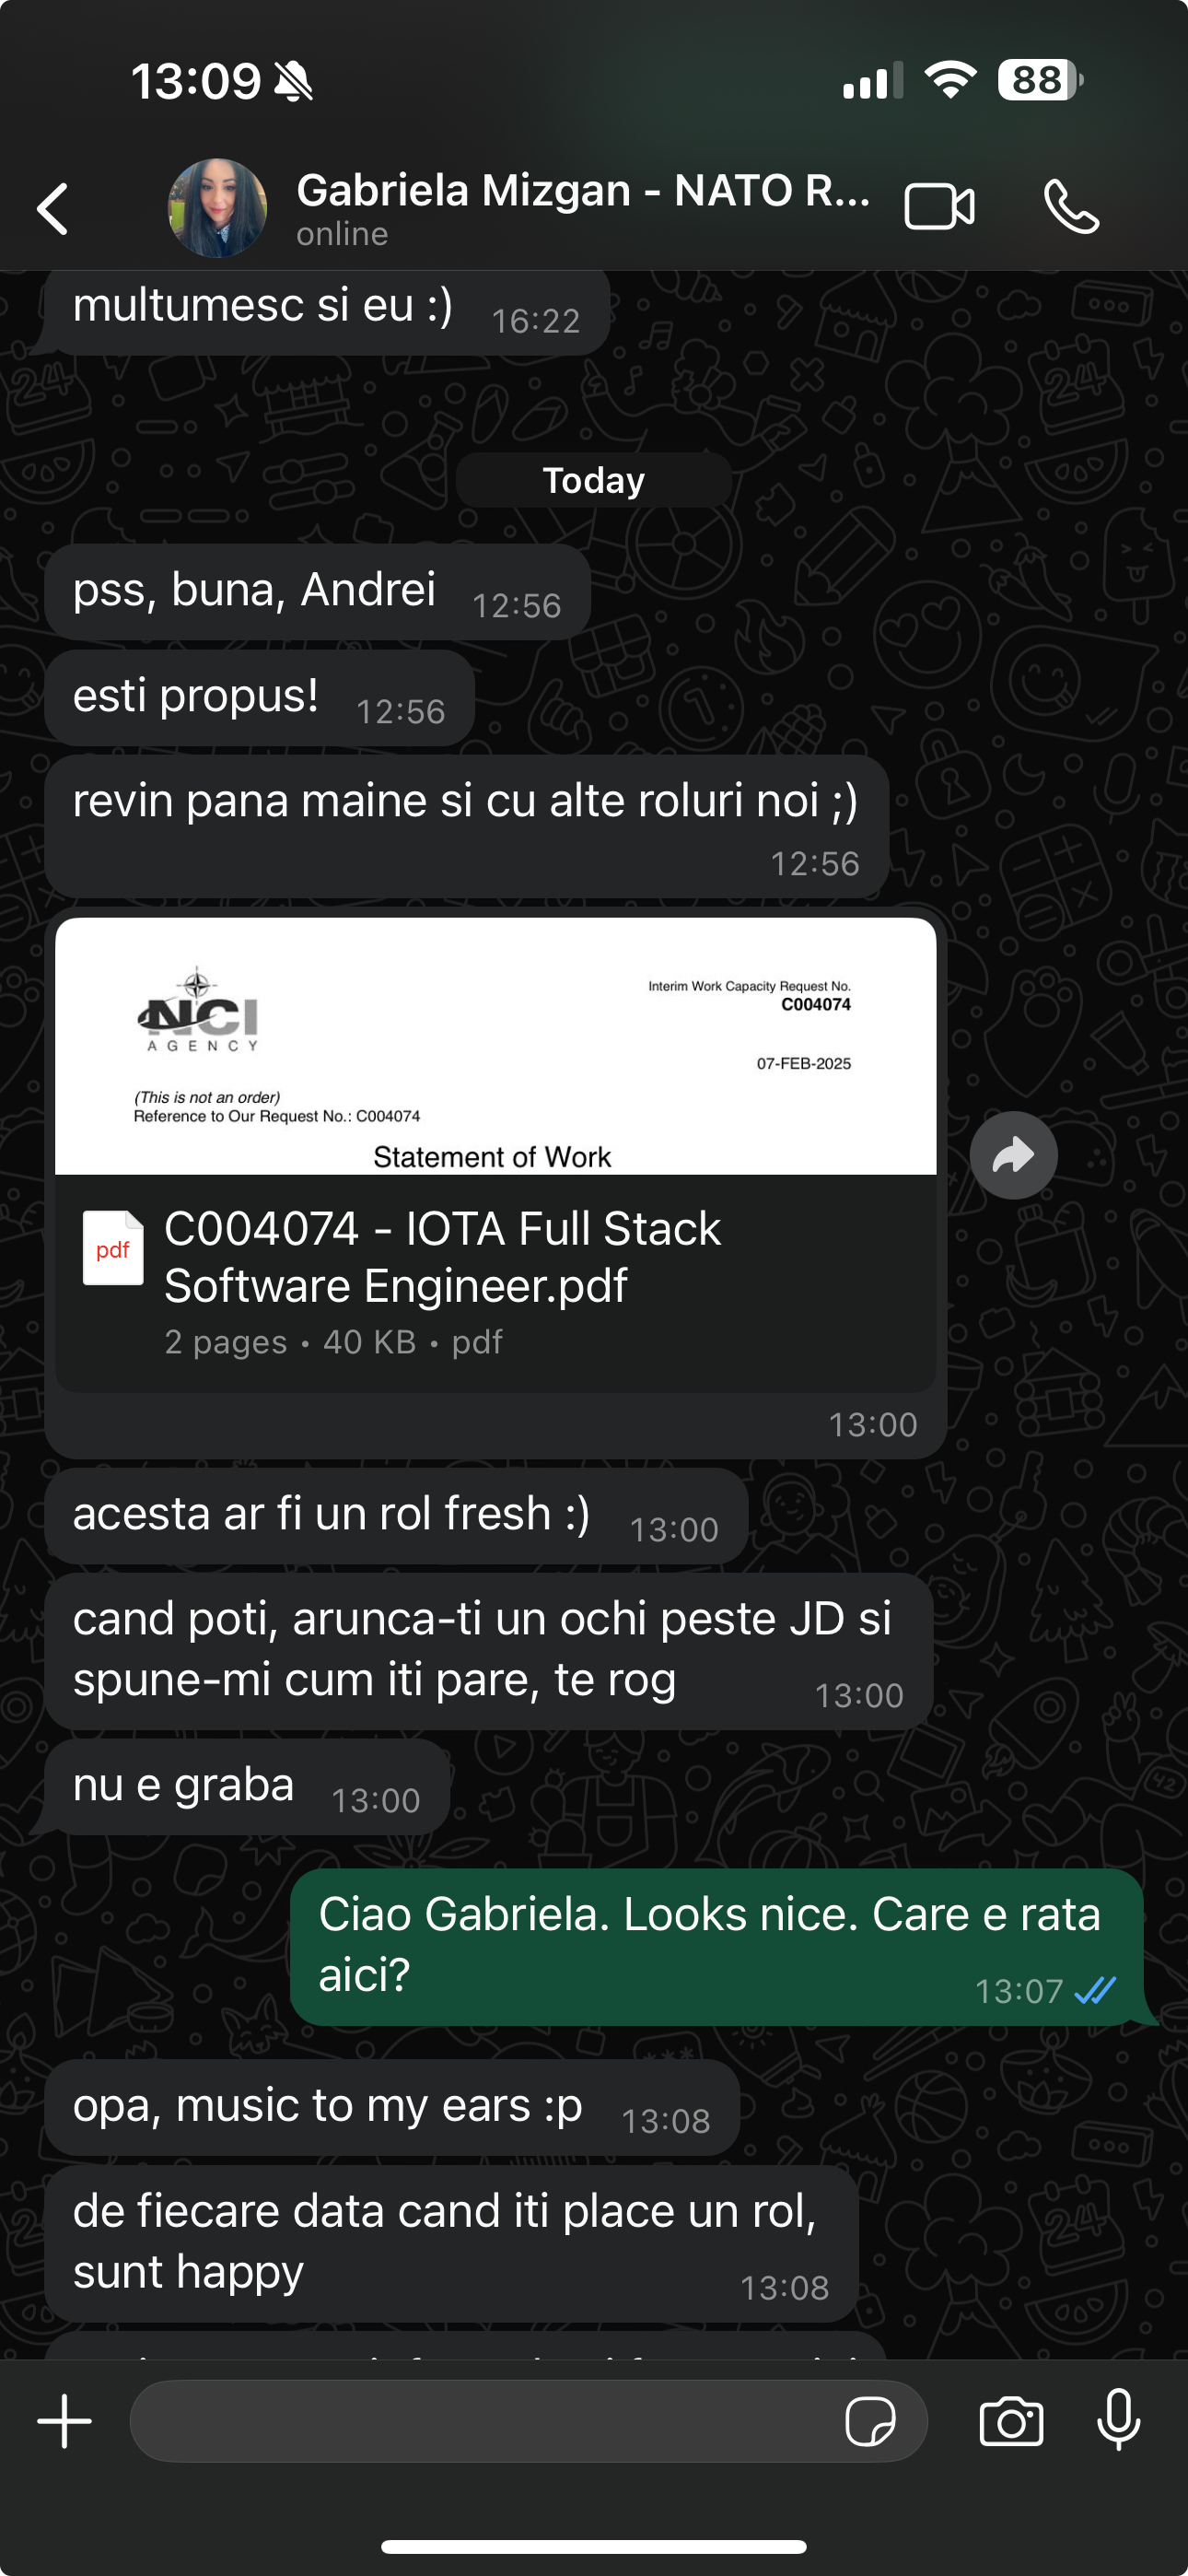 13:09
88
Gabriela Mizgan - NATO R...
online
multumesc si eu :) 16:22
Today
pss, buna, Andrei 12:56
esti propus! 12:56
revin pana maine si cu alte roluri noi ;)
12:56
NCI
AGENCY
Interim Work Capacity Request No.
C004074
07-FEB-2025
(This is not an order)
Reference to Our Request No.: C004074
Statement of Work
pdf
C004074 - IOTA Full Stack
Software Engineer.pdf
2 pages • 40 KB • pdf
13:00
acesta ar fi un rol fresh :) 13:00
cand poti, arunca-ti un ochi peste JD si
spune-mi cum iti pare, te rog 13:00
nu e graba 13:00
Ciao Gabriela. Looks nice. Care e rata
aici? 13:07
opa, music to my ears :p 13:08
de fiecare data cand iti place un rol,
sunt happy 13:08